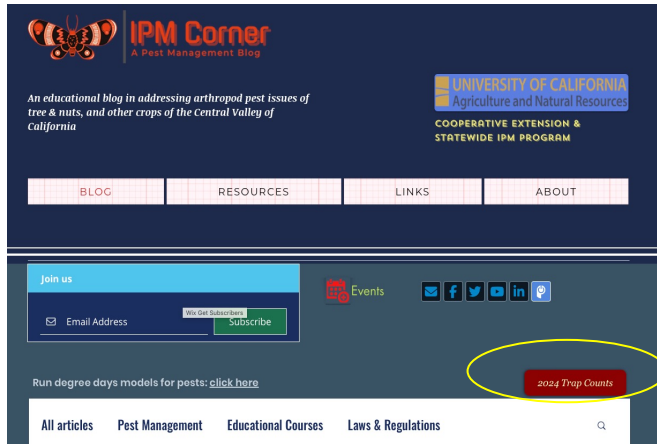 IPM Corner
A Pest Management Blog
An educational blog in addressing arthropod pest issues of
tree & nuts, and other crops of the Central Valley of
California
UNIVERSITY OF CALIFORNIA
Agriculture and Natural Resources
COOPERATIVE EXTENSION &
STATEWIDE IPM PROGRAM
BLOG RESOURCES LINKS ABOUT
Join us
Events
Wix Get Subscribers
Email Address Subscribe
Run degree days models for pests: click here
2024 Trap Counts
All articles Pest Management Educational Courses Laws & Regulations